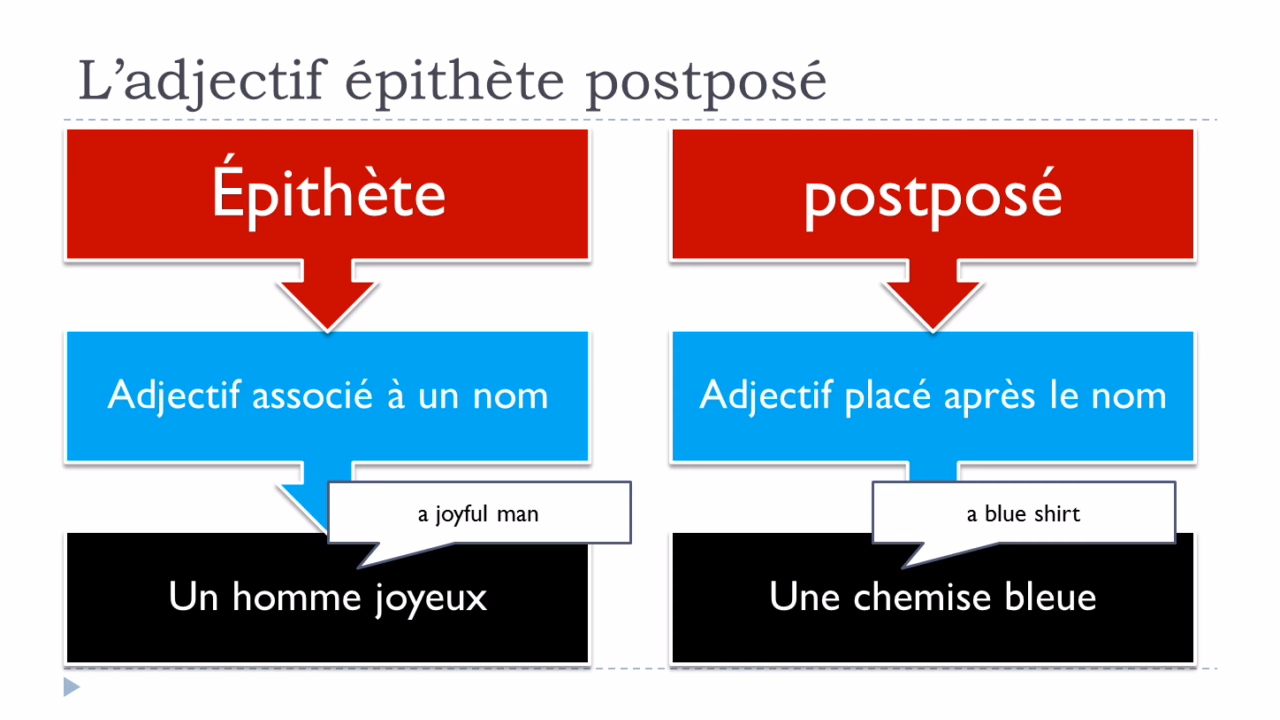 L’adjectif épithète postposé
Épithète
Adjectif associé à un nom
a joyful man
Un homme joyeux
postposé
Adjectif placé après le nom
a blue shirt
Une chemise bleue